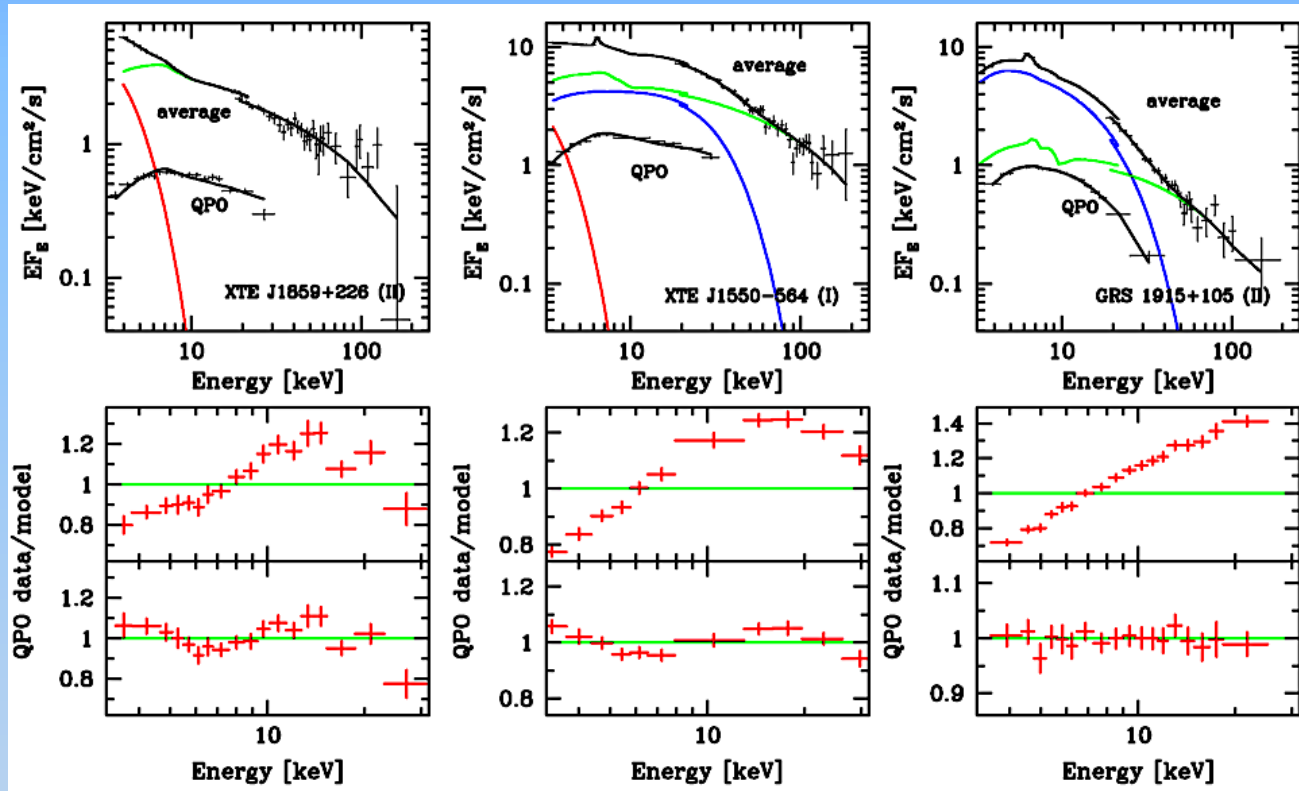 EF_E [keV/cm²/s]
1
0.1
average
QPO
XTE J1859+226 (II)
10
100
Energy [keV]
EF_E [keV/cm²/s]
10
1
0.1
average
QPO
XTE J1550−564 (I)
10
100
Energy [keV]
EF_E [keV/cm²/s]
10
1
0.1
average
QPO
GRS 1915+105 (II)
10
100
Energy [keV]
QPO data/model
1.2
1
0.8
1.2
1
0.8
10
Energy [keV]
QPO data/model
1.2
1
0.8
1.2
1
0.8
10
Energy [keV]
QPO data/model
1.4
1.2
1
0.8
1.1
1
0.9
10
Energy [keV]